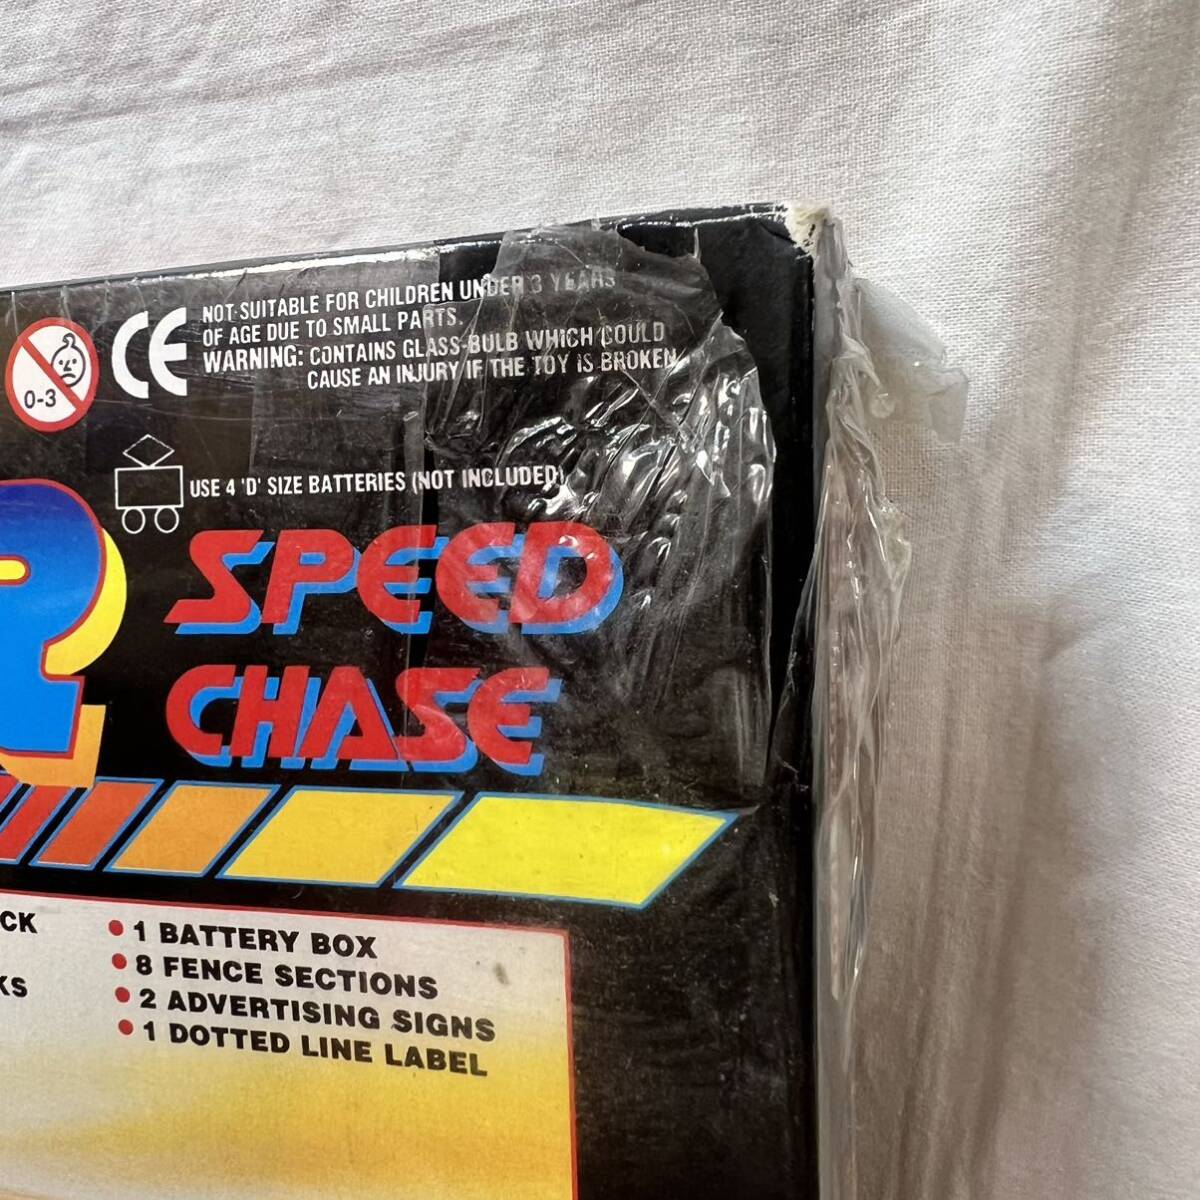 NOT SUITABLE FOR CHILDREN UNDER 3 YEARS
OF AGE DUE TO SMALL PARTS.
WARNING: CONTAINS GLASS-BULB WHICH COULD
CAUSE AN INJURY IF THE TOY IS BROKEN
CE
0-3
USE 4 'D' SIZE BATTERIES (NOT INCLUDED)
R SPEED
CHASE
CK
KS
• 1 BATTERY BOX
• 8 FENCE SECTIONS
• 2 ADVERTISING SIGNS
• 1 DOTTED LINE LABEL